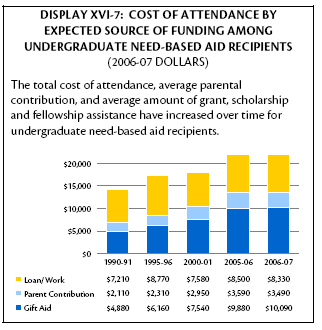 DISPLAY XVI-7: COST OF ATTENDANCE BY
EXPECTED SOURCE OF FUNDING AMONG
UNDERGRADUATE NEED-BASED AID RECIPIENTS
(2006-07 DOLLARS)
The total cost of attendance, average parental
contribution, and average amount of grant, scholarship
and fellowship assistance have increased over time for
undergraduate need-based aid recipients.
$20,000
$15,000
$10,000
$5,000
$0
1990-91 1995-96 2000-01 2005-06 2006-07
Loan/Work $7,210 $8,770 $7,580 $8,500 $8,330
Parent Contribution $2,110 $2,310 $2,950 $3,590 $3,490
Gift Aid $4,880 $6,160 $7,540 $9,880 $10,090